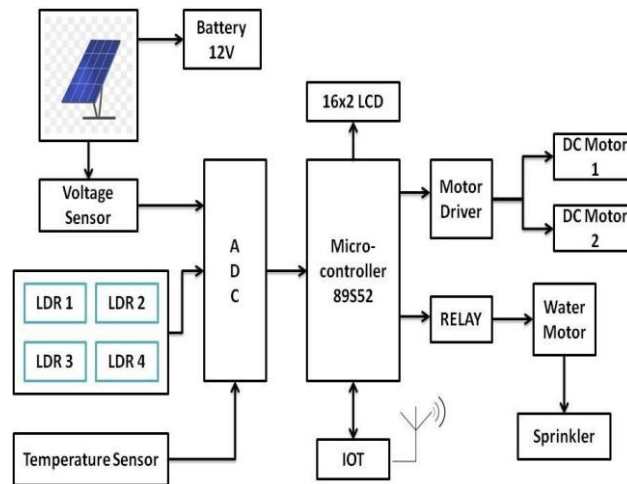 Battery
12V
16x2 LCD
Voltage
Sensor
A
D
C
Micro-
controller
89S52
Motor
Driver
DC Motor
1
DC Motor
2
LDR 1
LDR 2
LDR 3
LDR 4
RELAY
Water
Motor
Temperature Sensor
IOT
Sprinkler